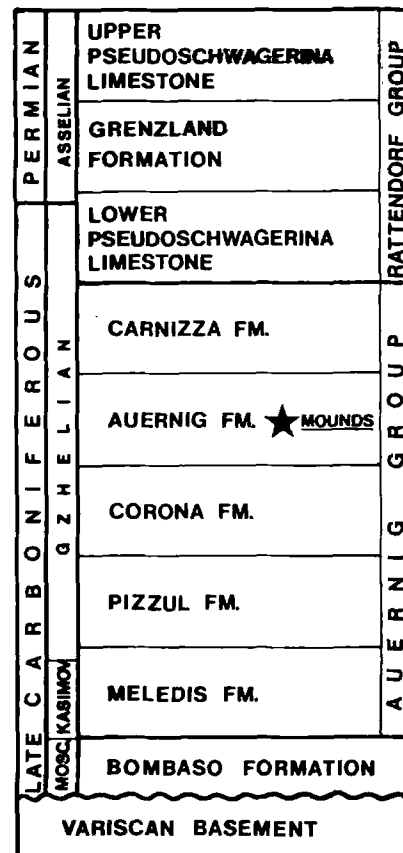 UPPER
PSEUDOSCHWAGERINA
LIMESTONE
GRENZLAND
FORMATION
LOWER
PSEUDOSCHWAGERINA
LIMESTONE
CARNIZZA FM.
AUERNIG FM. ★ MOUNDS
CORONA FM.
PIZZUL FM.
MELEDIS FM.
BOMBASO FORMATION
VARISCAN BASEMENT
PERMIAN
LATE CARBONIFEROUS
ASSELIAN
GZHELIAN
KASIMOV
MOSC.
RATTENDORF GROUP
AUERNIG GROUP